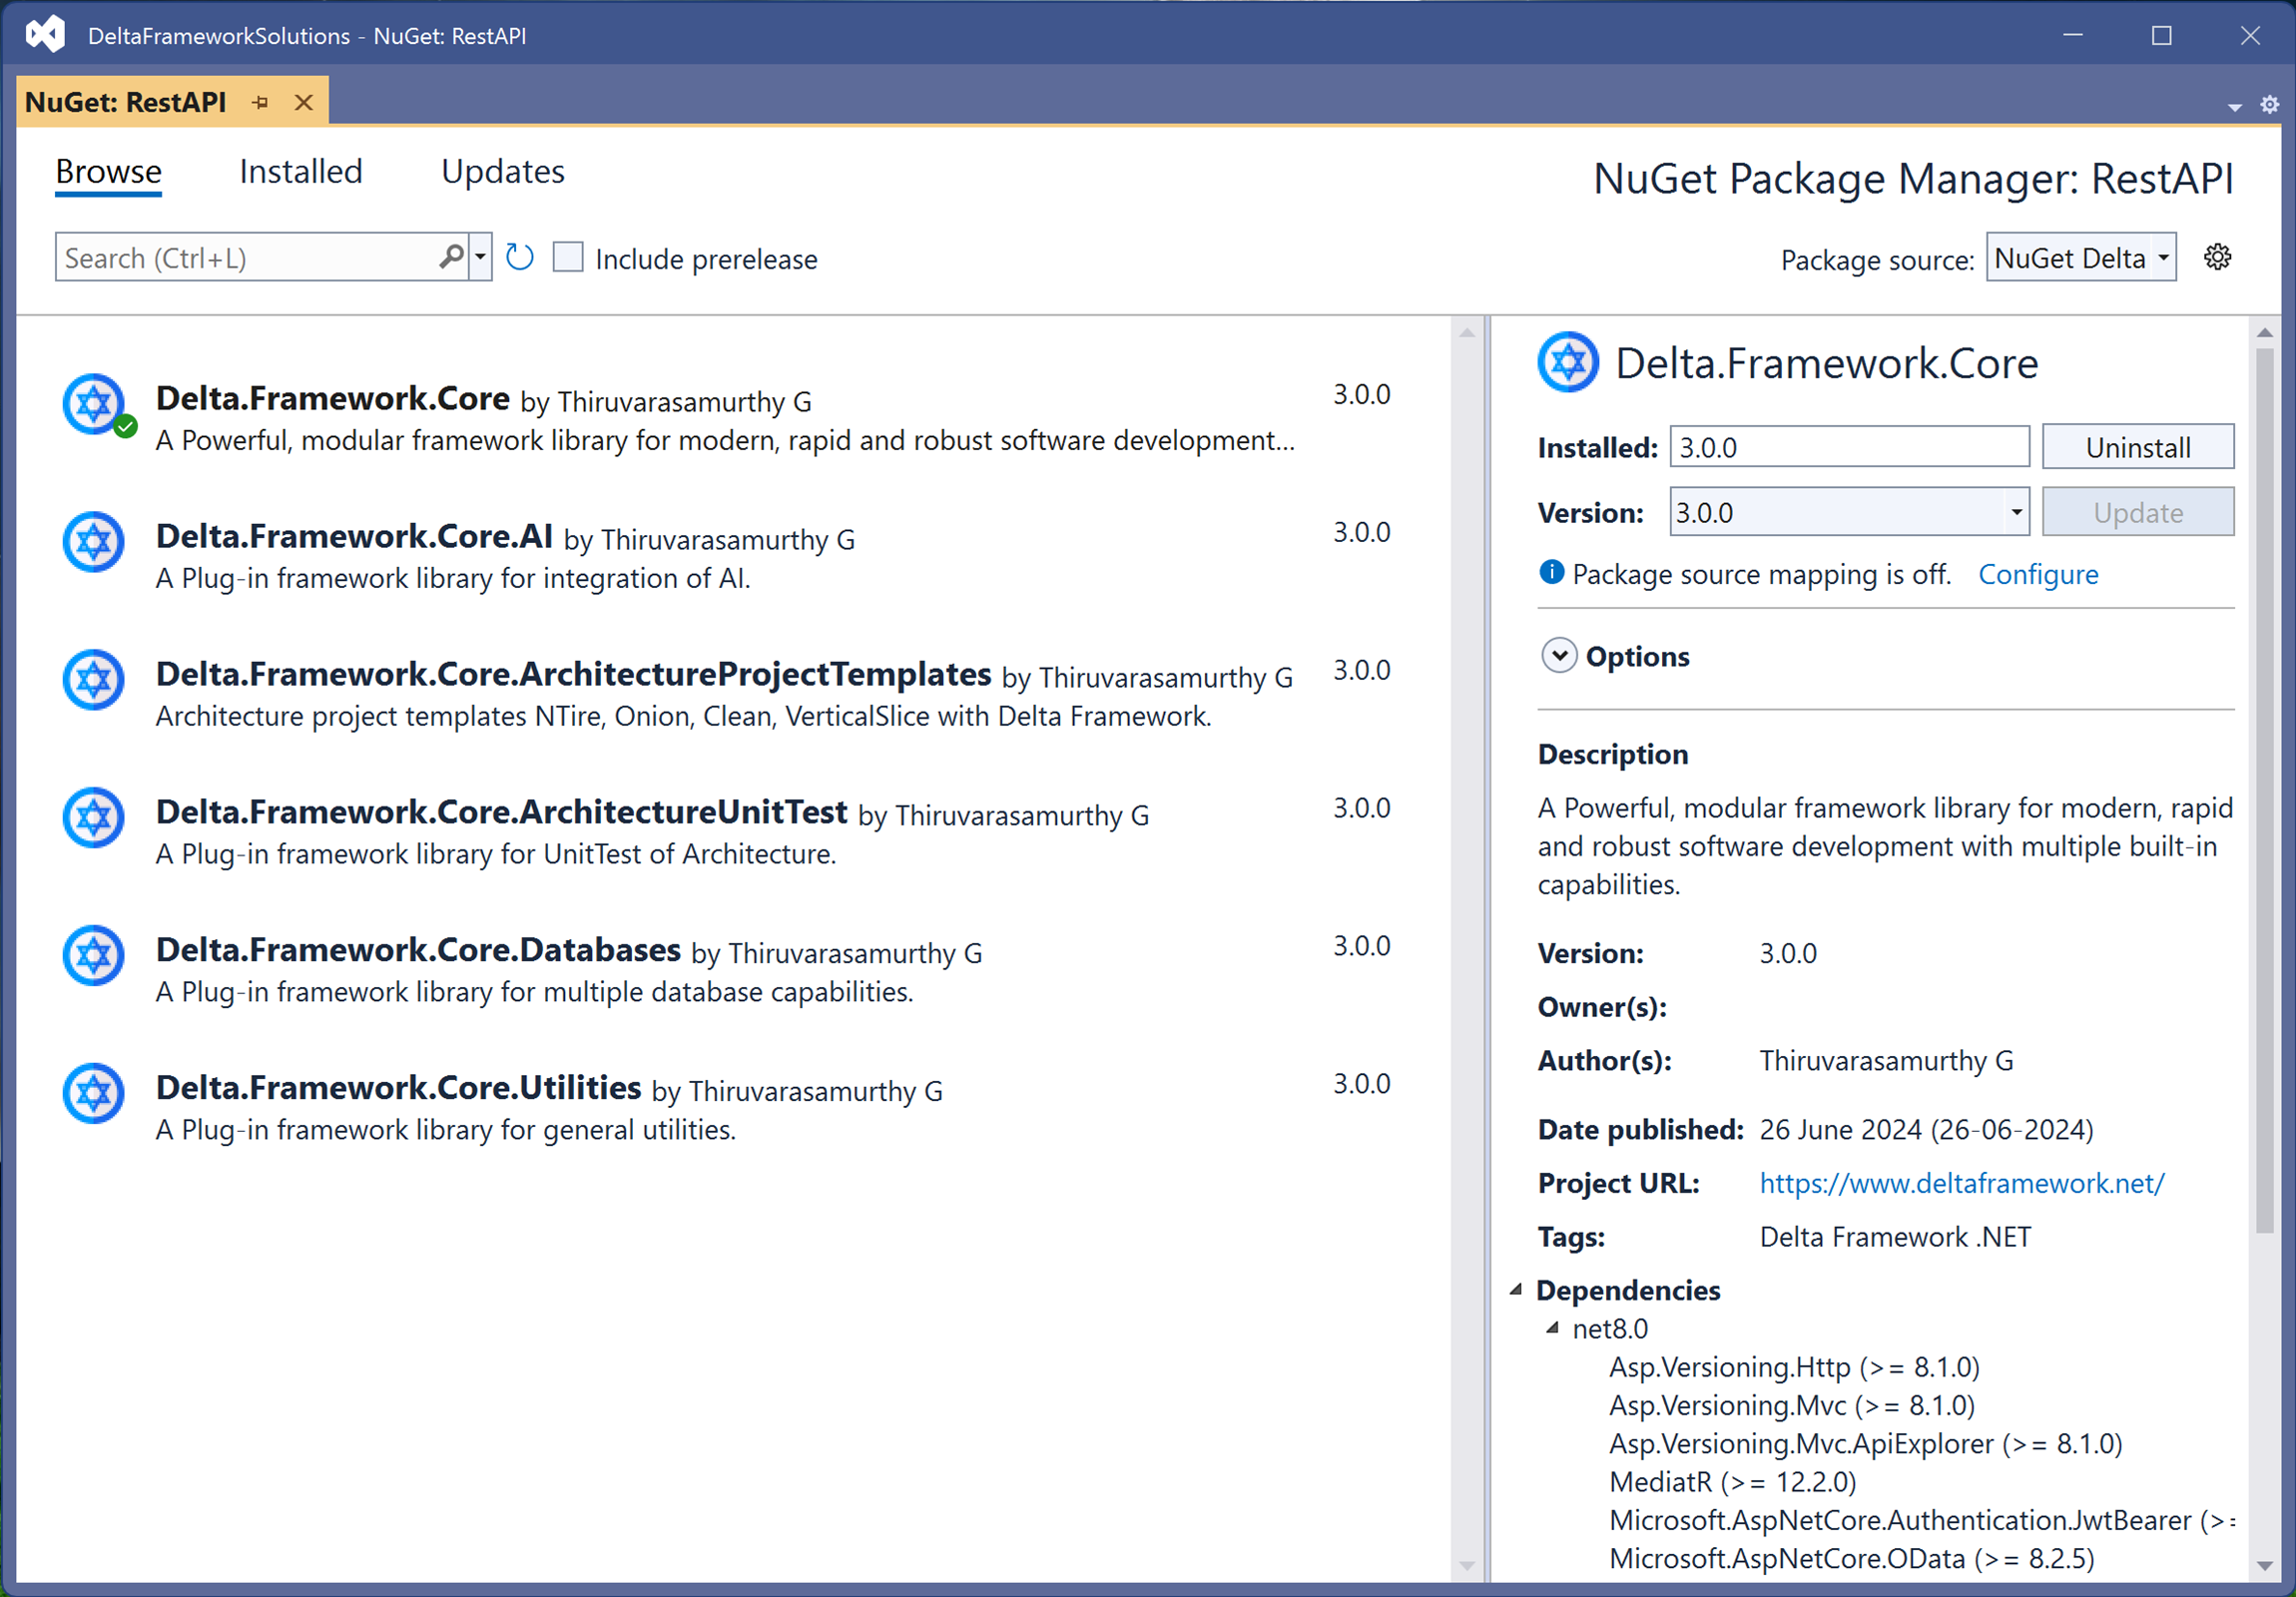 DeltaFrameworkSolutions - NuGet: RestAPI
NuGet: RestAPI
Browse Installed Updates
NuGet Package Manager: RestAPI
Search (Ctrl+L) Include prerelease
Package source: NuGet Delta
Delta.Framework.Core by Thiruvarasamurthy G 3.0.0
A Powerful, modular framework library for modern, rapid and robust software development...
Delta.Framework.Core.AI by Thiruvarasamurthy G 3.0.0
A Plug-in framework library for integration of AI.
Delta.Framework.Core.ArchitectureProjectTemplates by Thiruvarasamurthy G 3.0.0
Architecture project templates NTire, Onion, Clean, VerticalSlice with Delta Framework.
Delta.Framework.Core.ArchitectureUnitTest by Thiruvarasamurthy G 3.0.0
A Plug-in framework library for UnitTest of Architecture.
Delta.Framework.Core.Databases by Thiruvarasamurthy G 3.0.0
A Plug-in framework library for multiple database capabilities.
Delta.Framework.Core.Utilities by Thiruvarasamurthy G 3.0.0
A Plug-in framework library for general utilities.
Delta.Framework.Core
Installed: 3.0.0 Uninstall
Version: 3.0.0 Update
Package source mapping is off. Configure
Options
Description
A Powerful, modular framework library for modern, rapid
and robust software development with multiple built-in
capabilities.
Version: 3.0.0
Owner(s):
Author(s): Thiruvarasamurthy G
Date published: 26 June 2024 (26-06-2024)
Project URL: https://www.deltaframework.net/
Tags: Delta Framework .NET
Dependencies
net8.0
Asp.Versioning.Http (>= 8.1.0)
Asp.Versioning.Mvc (>= 8.1.0)
Asp.Versioning.Mvc.ApiExplorer (>= 8.1.0)
MediatR (>= 12.2.0)
Microsoft.AspNetCore.Authentication.JwtBearer (>=
Microsoft.AspNetCore.OData (>= 8.2.5)